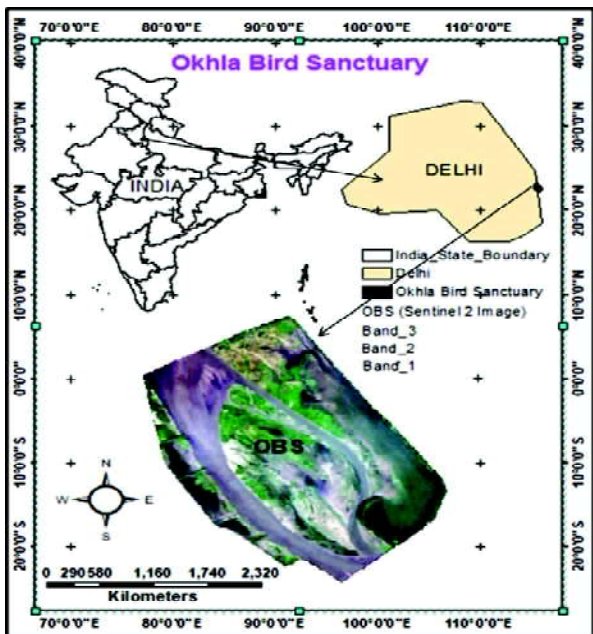 70°0'0"E 80°0'0"E 90°0'0"E 100°0'0"E 110°0'0"E
Okhla Bird Sanctuary
40°0'0"N
30°0'0"N
20°0'0"N
10°0'0"N
0°0'0"
10°0'0"S
20°0'0"S
40°0'0"N
30°0'0"N
20°0'0"N
10°0'0"N
0°0'0"
10°0'0"S
20°0'0"S
INDIA
DELHI
India_State_Boundary
Delhi
Okhla Bird Sanctuary
OBS (Sentinel 2 Image)
Band_3
Band_2
Band_1
OBS
N
W E
S
0 290580 1,160 1,740 2,320
Kilometers
70°0'0"E 80°0'0"E 90°0'0"E 100°0'0"E 110°0'0"E